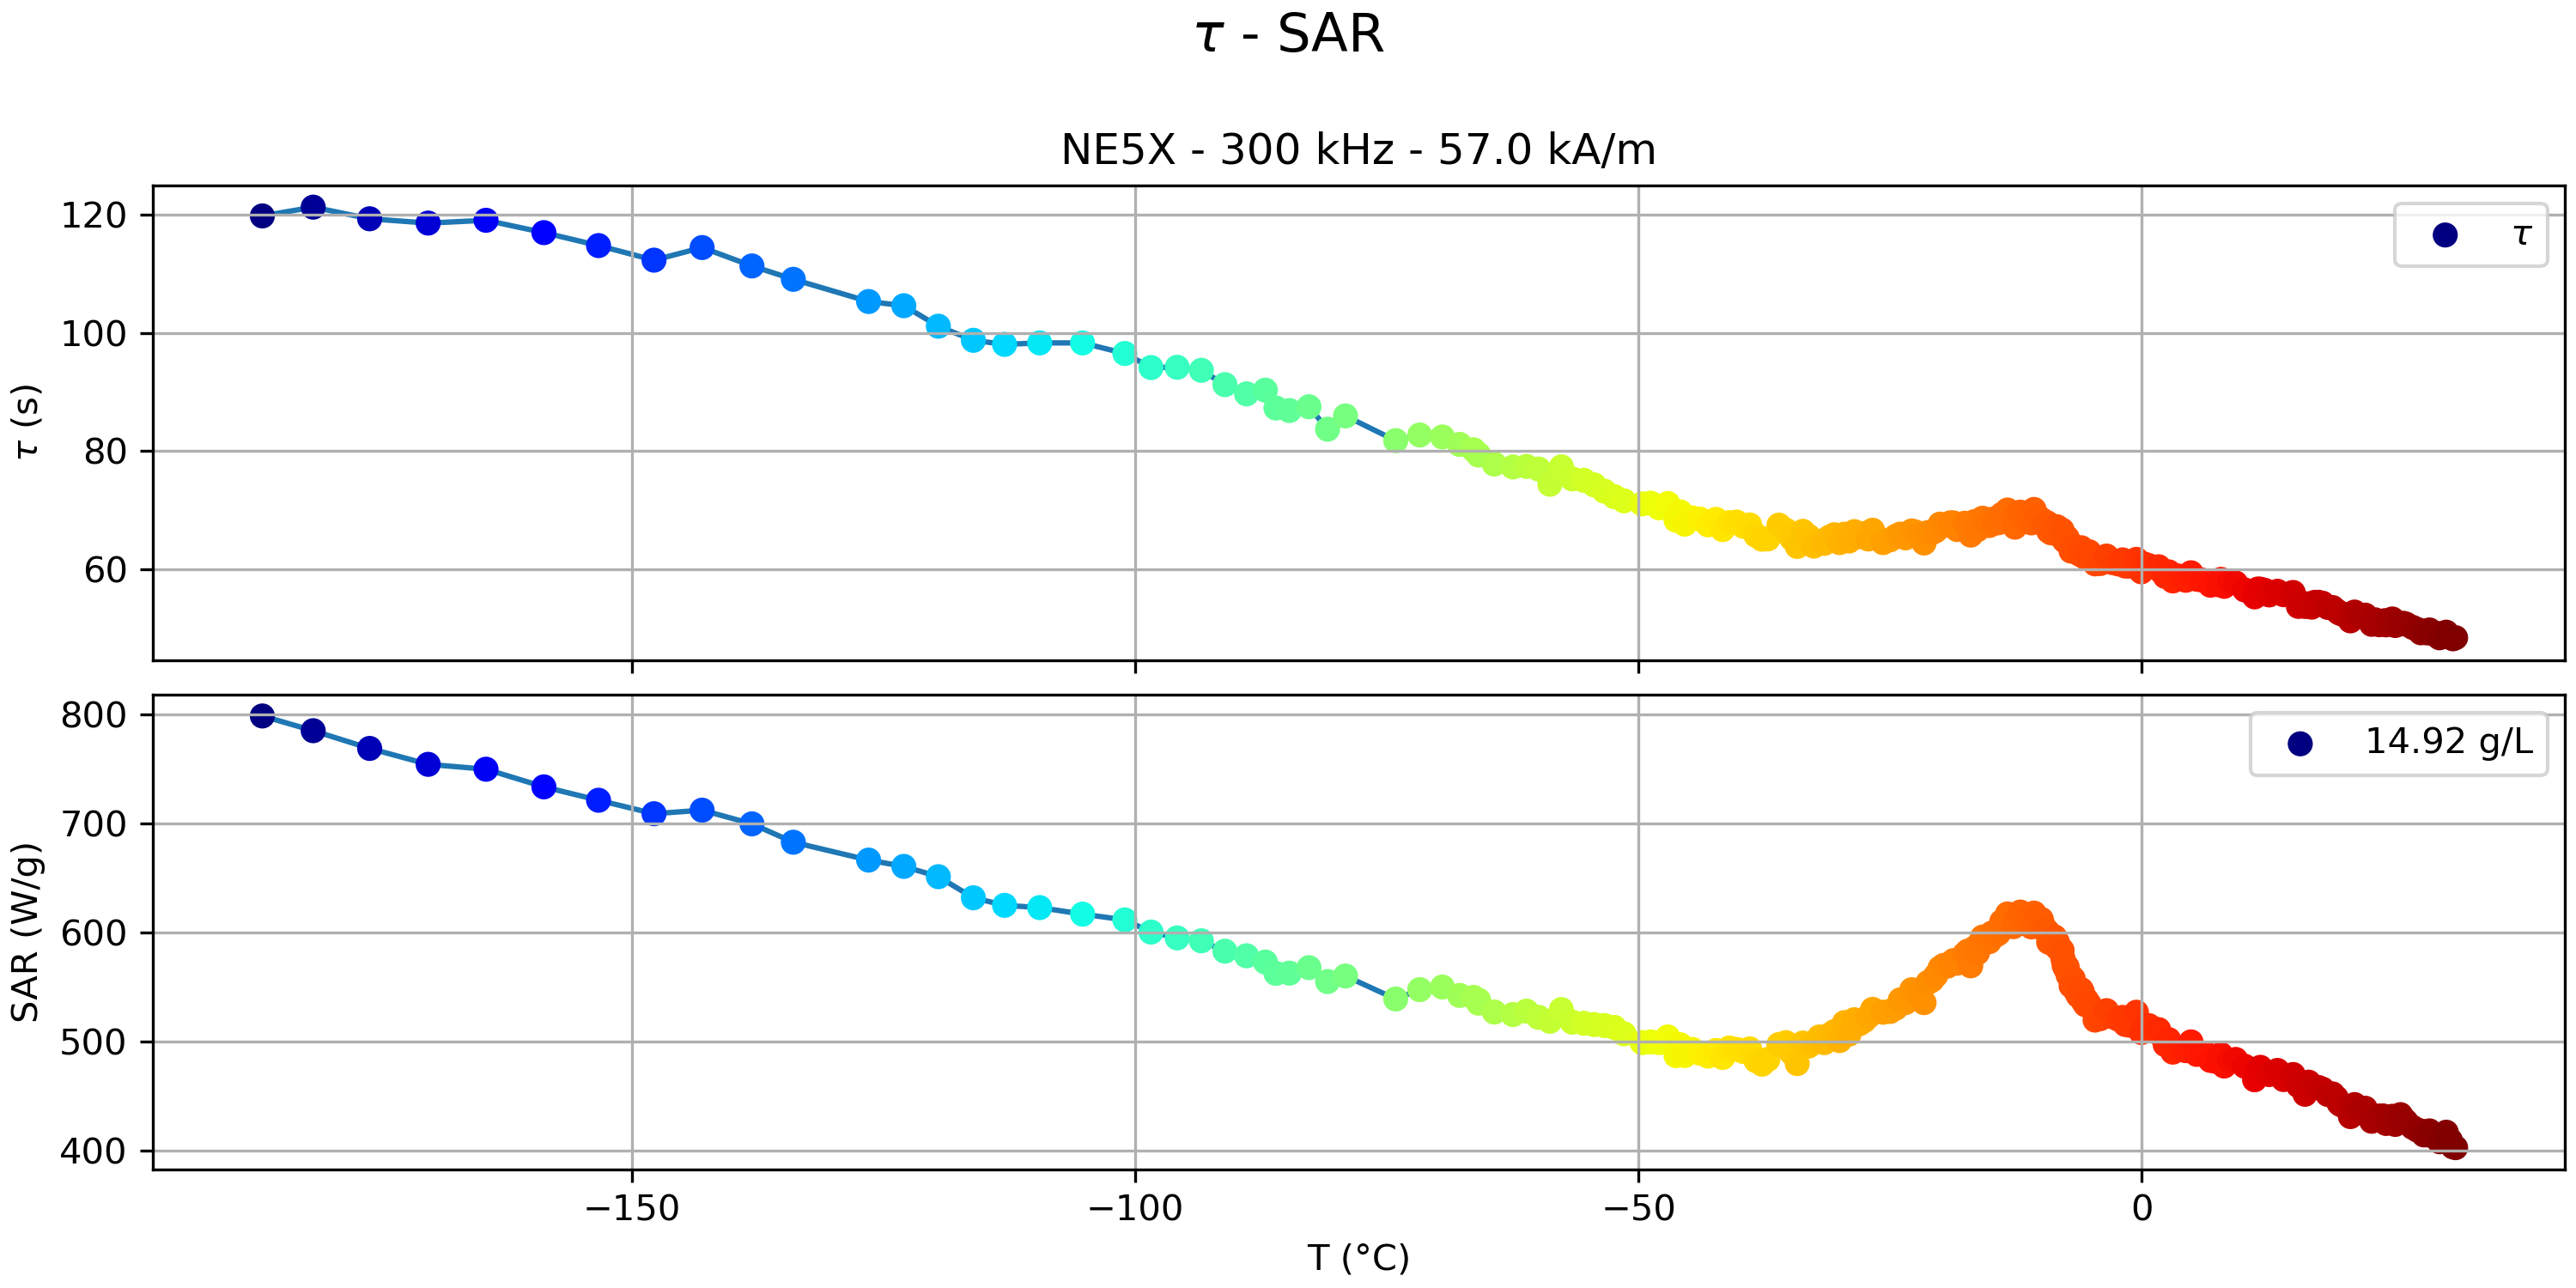 τ - SAR
NE5X - 300 kHz - 57.0 kA/m
120
100
80
60
τ (s)
τ
800
700
600
500
400
SAR (W/g)
14.92 g/L
−150
−100
−50
0
T (°C)